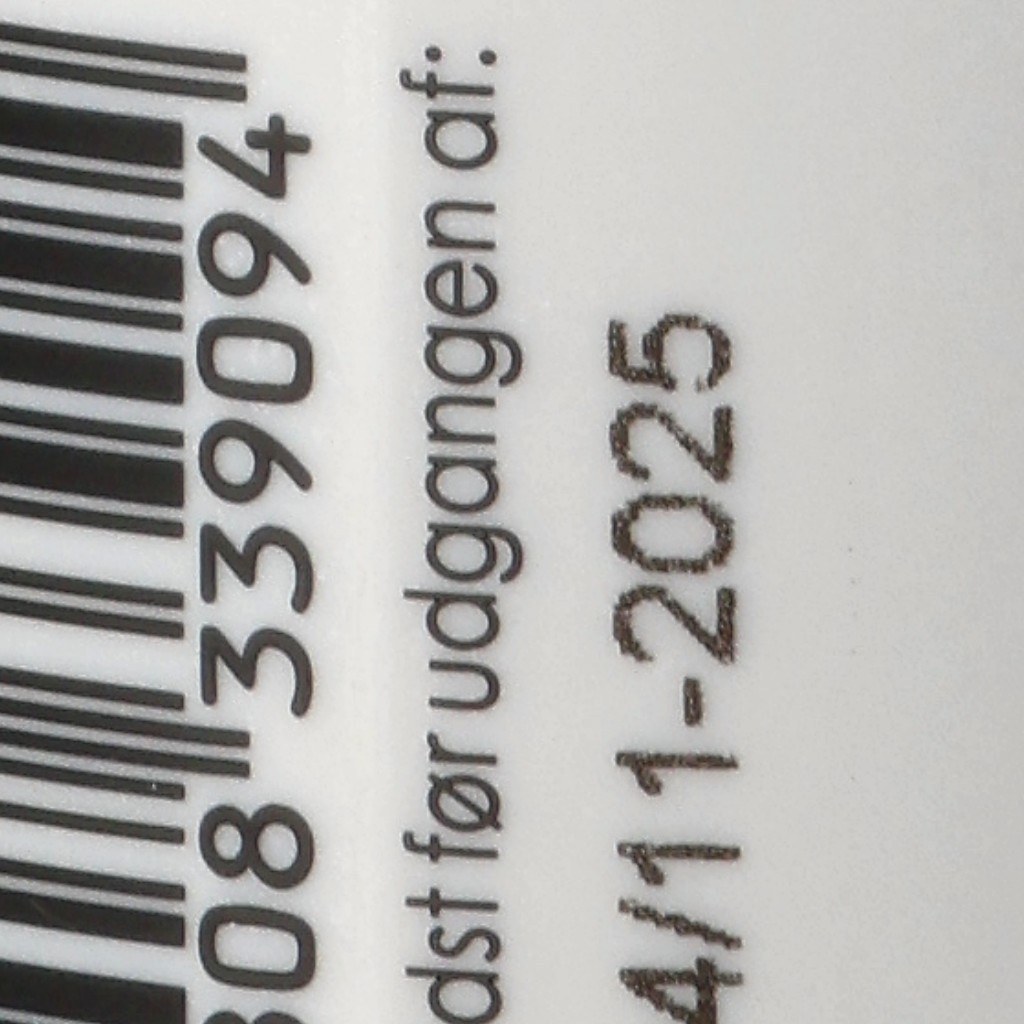 08 339094
dst før udgangen af:
4/11-2025